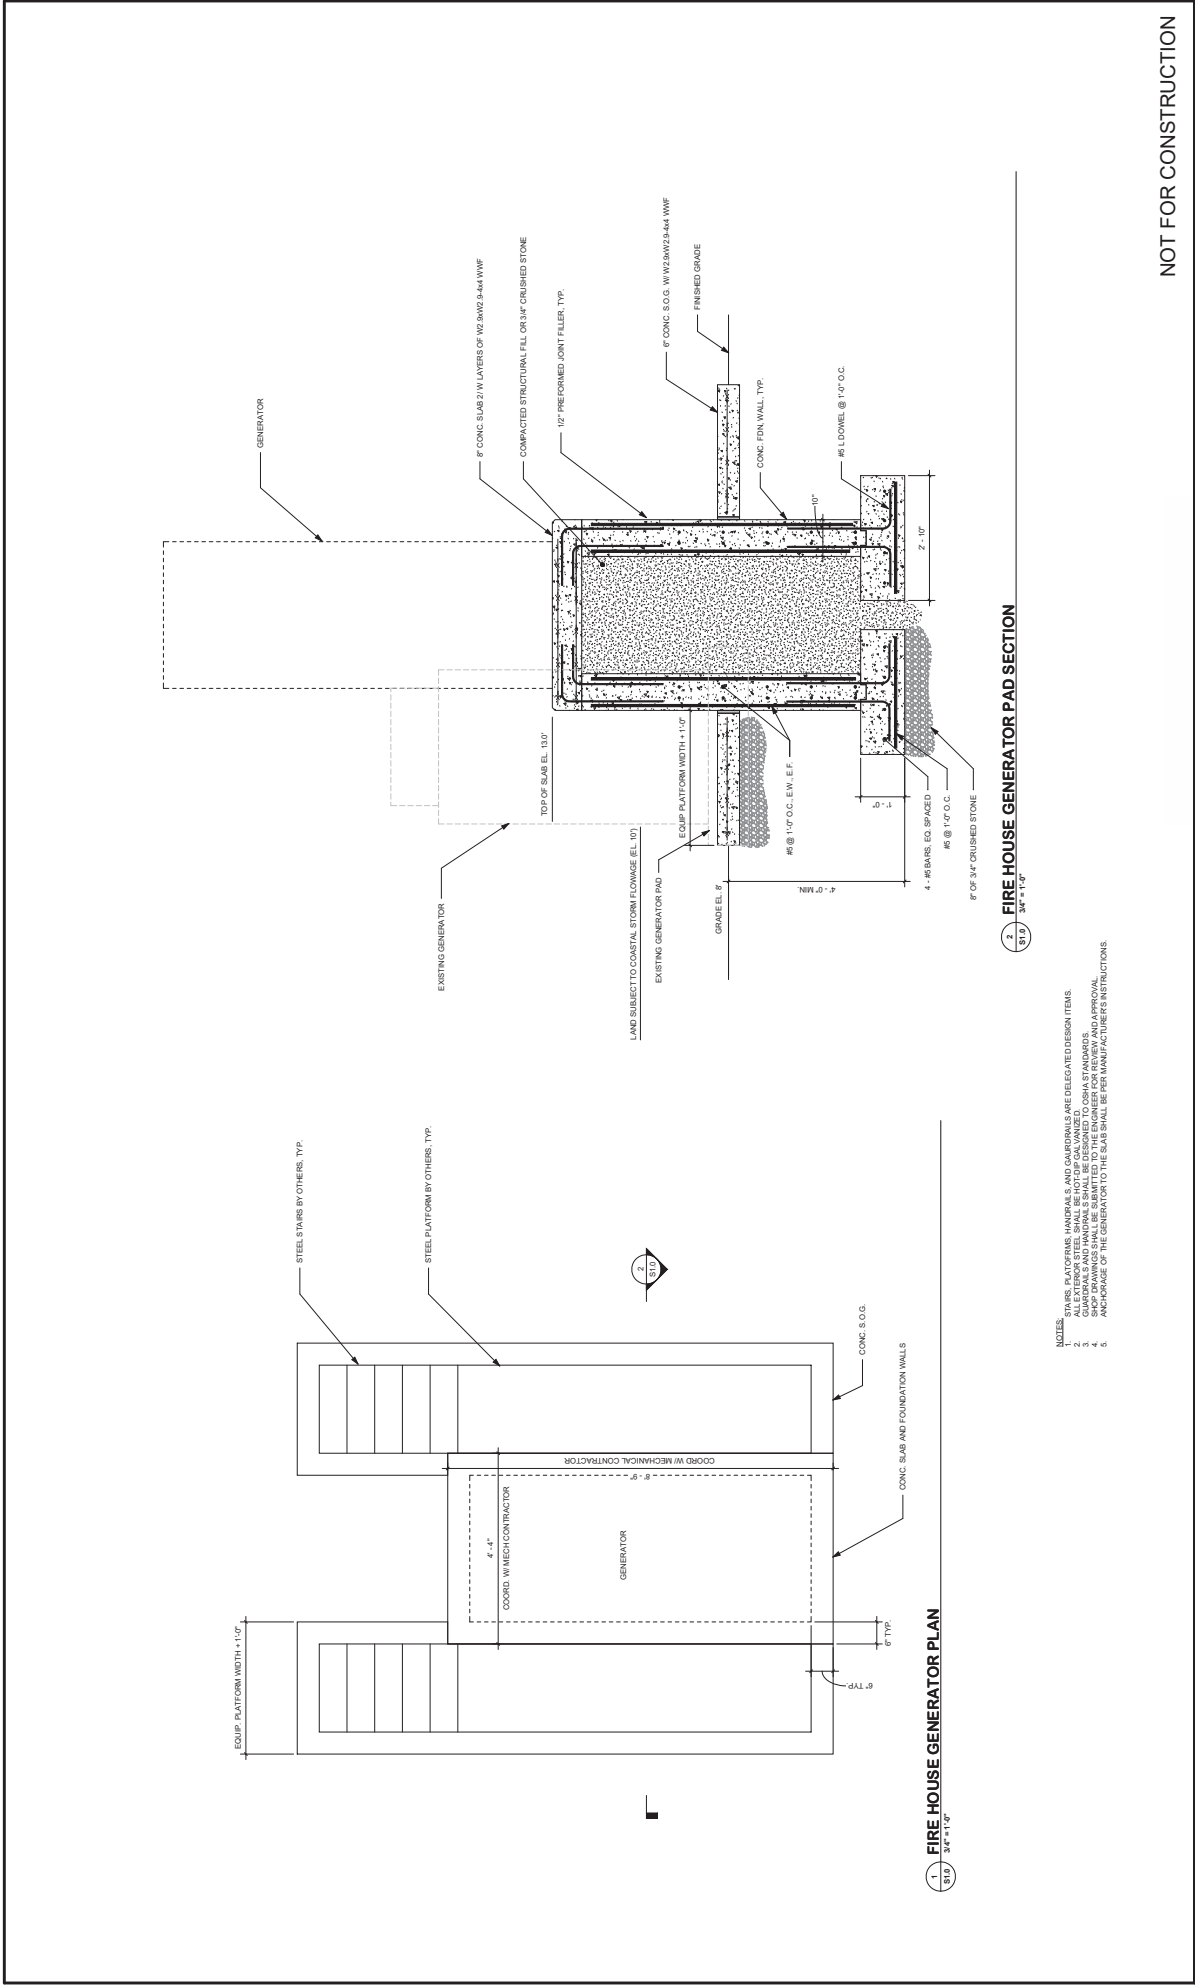 STEEL STAIRS BY OTHERS, TYP.
STEEL PLATFORM BY OTHERS, TYP.
EQUIP. PLATFORM WIDTH + 1'-0"
4' - 4"
COORD. W/ MECH CONTRACTOR
8' - 9"
COORD W/ MECHANICAL CONTRACTOR
GENERATOR
2
S1.0
6" TYP.
6" TYP.
CONC. S.O.G.
CONC. SLAB AND FOUNDATION WALLS
1
S1.0
FIRE HOUSE GENERATOR PLAN
3/4" = 1'-0"
GENERATOR
8" CONC. SLAB 2/ W LAYERS OF W2.9xW2.9-4x4 WWF
COMPACTED STRUCTURAL FILL OR 3/4" CRUSHED STONE
1/2" PREFORMED JOINT FILLER, TYP.
6" CONC. S.O.G. W/ W2.9xW2.9-4x4 WWF
FINISHED GRADE
CONC. FDN. WALL, TYP.
10"
#5 L DOWEL @ 1'-0" O.C.
2' - 10"
EXISTING GENERATOR
TOP OF SLAB EL. 13.0'
LAND SUBJECT TO COASTAL STORM FLOWAGE (EL. 10')
EXISTING GENERATOR PAD
EQUIP PLATFORM WIDTH + 1'-0"
GRADE EL. 8'
#5 @ 1'-0" O.C., E.W., E.F.
4' - 0" MIN.
1' - 0"
4 - #5 BARS, EQ. SPACED
#5 @ 1'-0" O.C.
8" OF 3/4" CRUSHED STONE
2
S1.0
FIRE HOUSE GENERATOR PAD SECTION
3/4" = 1'-0"
NOTES:
1. STAIRS, PLATOFRMS, HANDRAILS, AND GAURDRAILS ARE DELEGATED DESIGN ITEMS.
2. ALL EXTERIOR STEEL SHALL BE HOT-DIP GALVANIZED.
3. GUARDRAILS AND HANDRAILS SHALL BE DESIGNED TO OSHA STANDARDS.
4. SHOP DRAWINGS SHALL BE SUBMITTED TO THE ENGINEER FOR REVIEW AND APPROVAL.
5. ANCHORAGE OF THE GENERATOR TO THE SLAB SHALL BE PER MANUFACTURER'S INSTRUCTIONS.
NOT FOR CONSTRUCTION